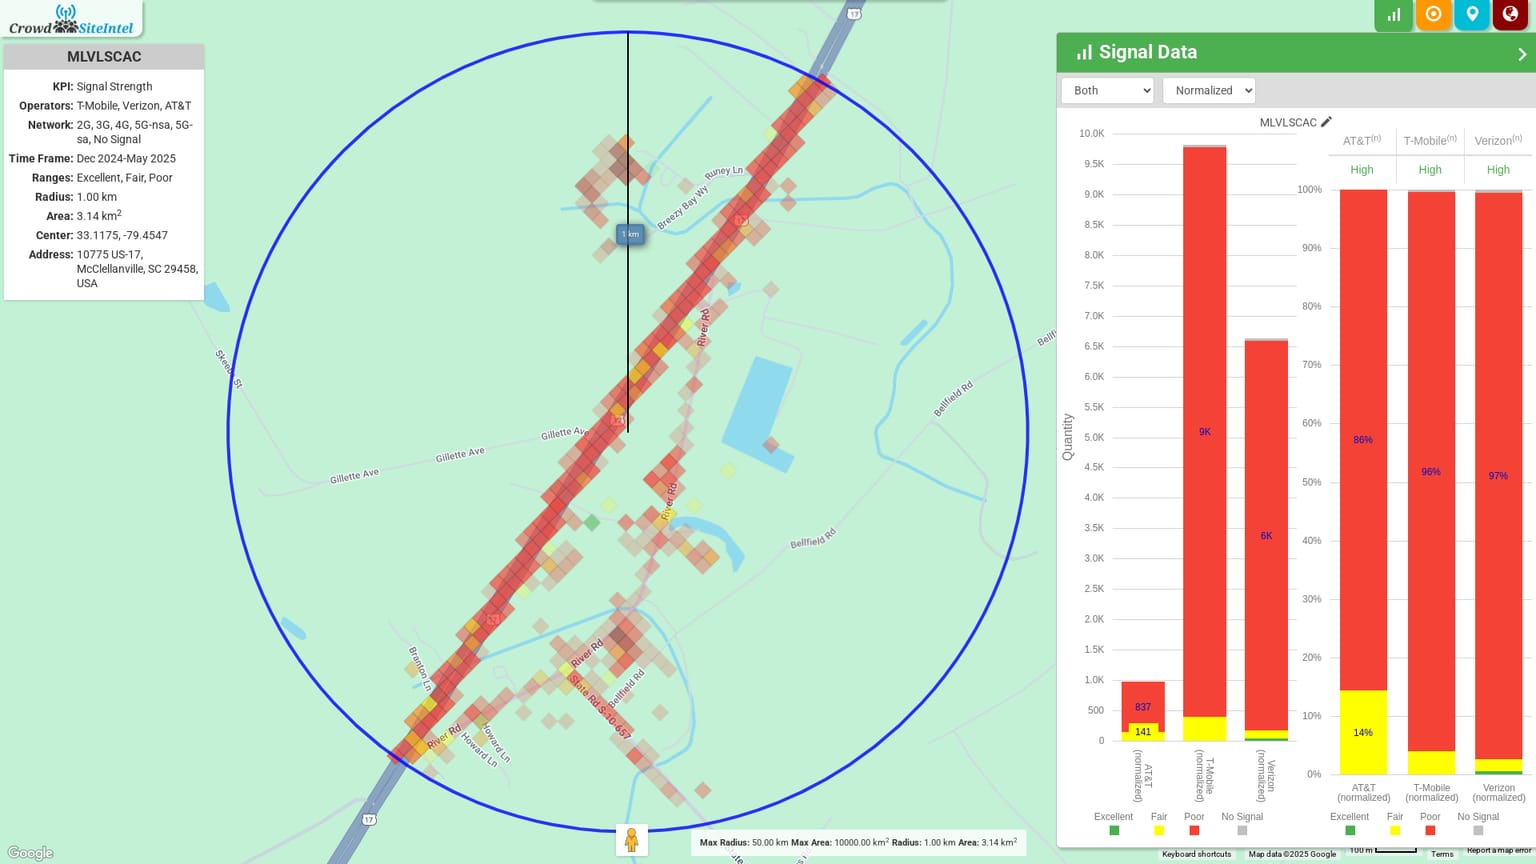 Crowd SiteIntel
MLVLSCAC
KPI: Signal Strength
Operators: T-Mobile, Verizon, AT&T
Network: 2G, 3G, 4G, 5G-nsa, 5G-
sa, No Signal
Time Frame: Dec 2024-May 2025
Ranges: Excellent, Fair, Poor
Radius: 1.00 km
Area: 3.14 km²
Center: 33.1175, -79.4547
Address: 10775 US-17,
McClellanville, SC 29458,
USA
17
Runey Ln
Breezy Bay Wy
17
1 km
River Rd
Skeebs St
Bellfield Rd
17
Gillette Ave
Gillette Ave
Gillette Ave
River Rd
Bellfield Rd
17
Branton Ln
River Rd
Bellfield Rd
State Rd S-10-657
River Rd
Howard Ln
Howard Ln
17
Google
Max Radius: 50.00 km Max Area: 10000.00 km² Radius: 1.00 km Area: 3.14 km²
Keyboard shortcuts
Map data ©2025 Google
100 m
Terms
Report a map error
Signal Data
Both
Normalized
MLVLSCAC
Quantity
10.0K
9.5K
9.0K
8.5K
8.0K
7.5K
7.0K
6.5K
6.0K
5.5K
5.0K
4.5K
4.0K
3.5K
3.0K
2.5K
2.0K
1.5K
1.0K
500
0
837
141
9K
6K
AT&T
(normalized)
T-Mobile
(normalized)
Verizon
(normalized)
Excellent Fair Poor No Signal
AT&T(n) T-Mobile(n) Verizon(n)
High High High
100%
90%
80%
70%
60%
50%
40%
30%
20%
10%
0%
86%
14%
96%
97%
AT&T
(normalized)
T-Mobile
(normalized)
Verizon
(normalized)
Excellent Fair Poor No Signal